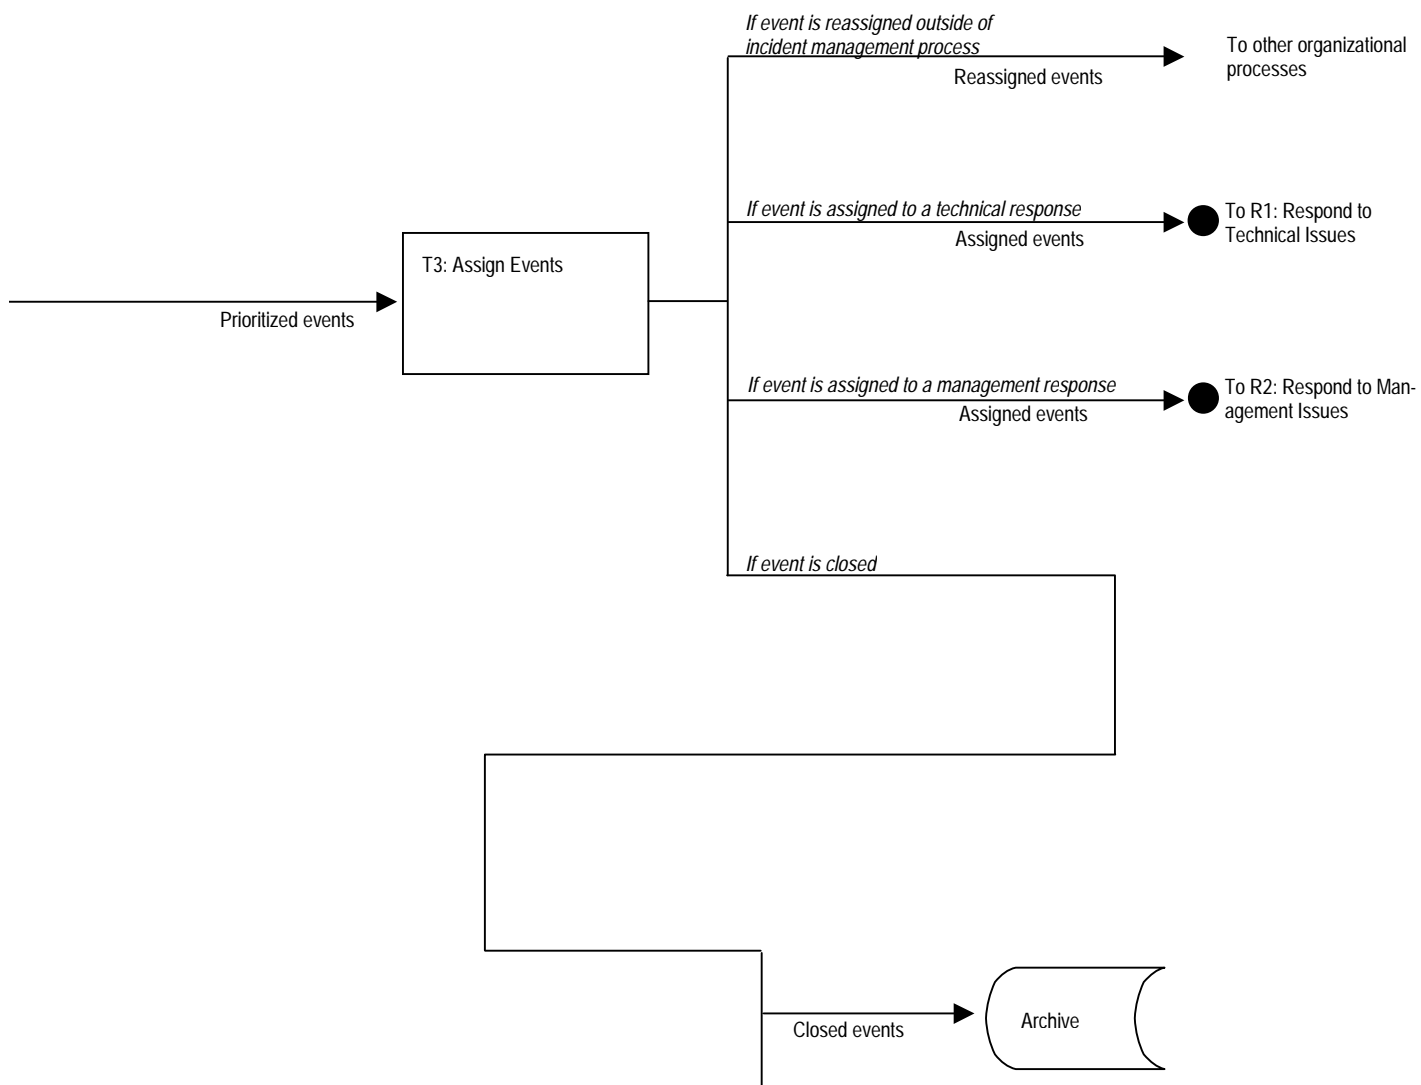 If event is reassigned outside of
incident management process
Reassigned events
To other organizational
processes
If event is assigned to a technical response
Assigned events
To R1: Respond to
Technical Issues
T3: Assign Events
Prioritized events
If event is assigned to a management response
Assigned events
To R2: Respond to Man-
agement Issues
If event is closed
Closed events
Archive